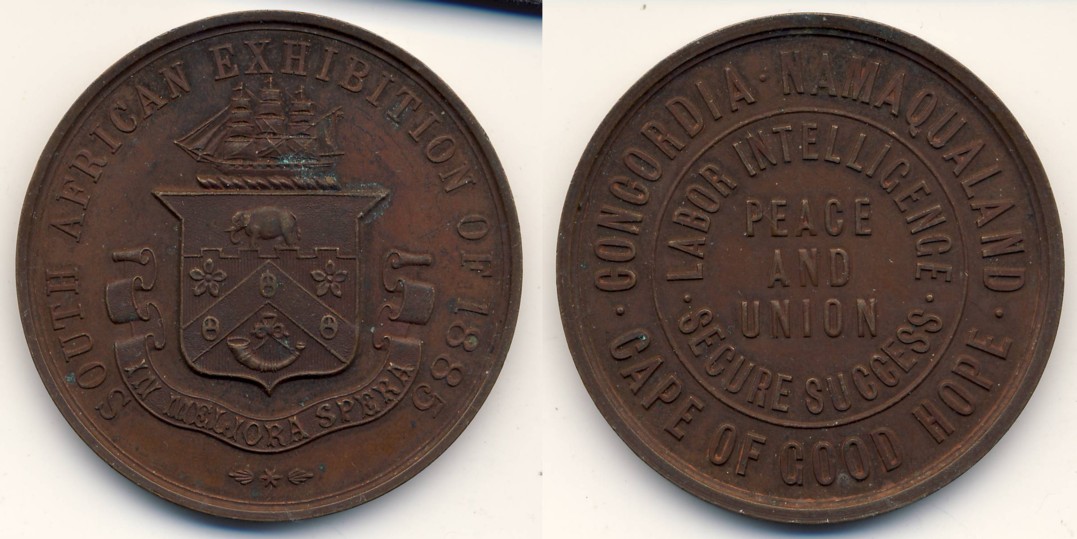 SOUTH AFRICAN EXHIBITION OF 1885
IN MELIORA SPERA
CONCORDIA · NAMAQUALAND ·
CAPE OF GOOD HOPE ·
LABOR INTELLIGENCE ·
SECURE SUCCESS ·
PEACE
AND
UNION